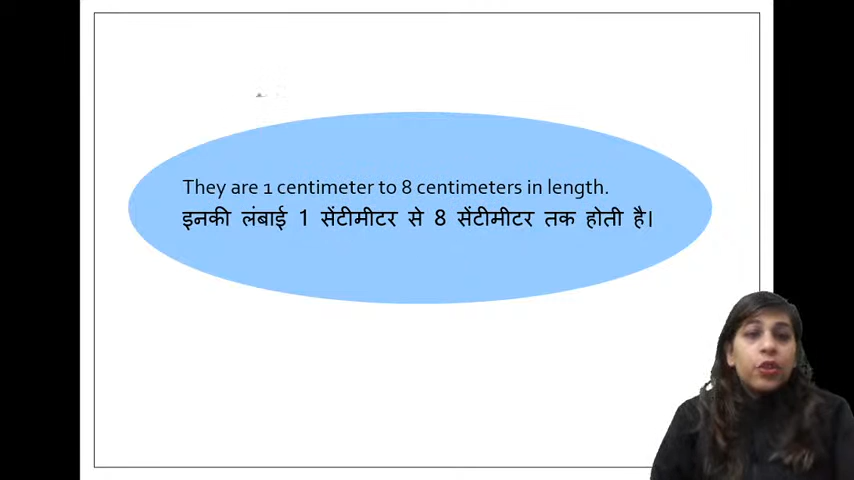 They are 1 centimeter to 8 centimeters in length.
इनकी लंबाई 1 सेंटीमीटर से 8 सेंटीमीटर तक होती है।